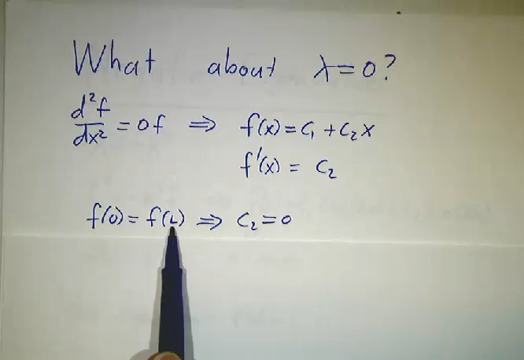 What about λ=0?
d²f/dx² = 0f ⇒ f(x) = C₁ + C₂x
f'(x) = C₂
f(0) = f(L) ⇒ C₂ = 0